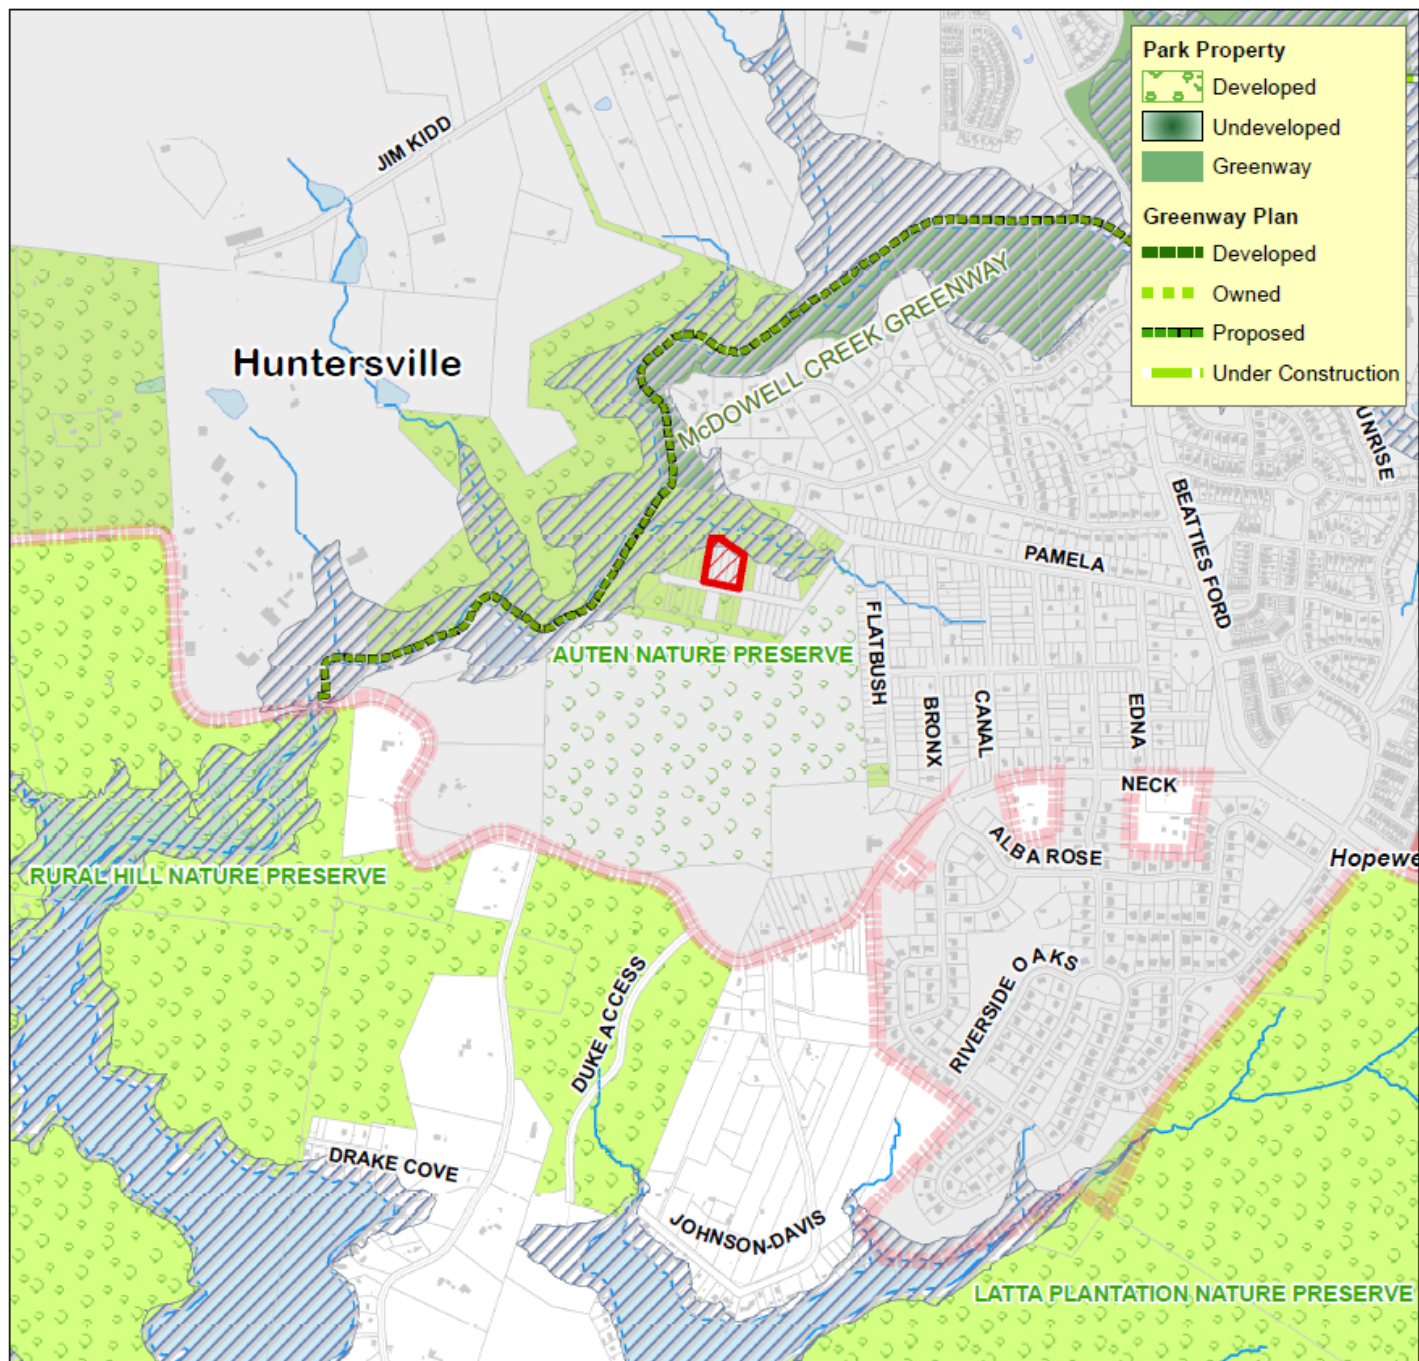 Park Property
Developed
Undeveloped
Greenway
Greenway Plan
Developed
Owned
Proposed
Under Construction
JIM KIDD
Huntersville
McDOWELL CREEK GREENWAY
UNRISE
BEATTIES FORD
PAMELA
FLATBUSH
AUTEN NATURE PRESERVE
BRONX
CANAL
EDNA
NECK
ALBA ROSE
Hopewe
RURAL HILL NATURE PRESERVE
DUKE ACCESS
RIVERSIDE OAKS
DRAKE COVE
JOHNSON-DAVIS
LATTA PLANTATION NATURE PRESERVE